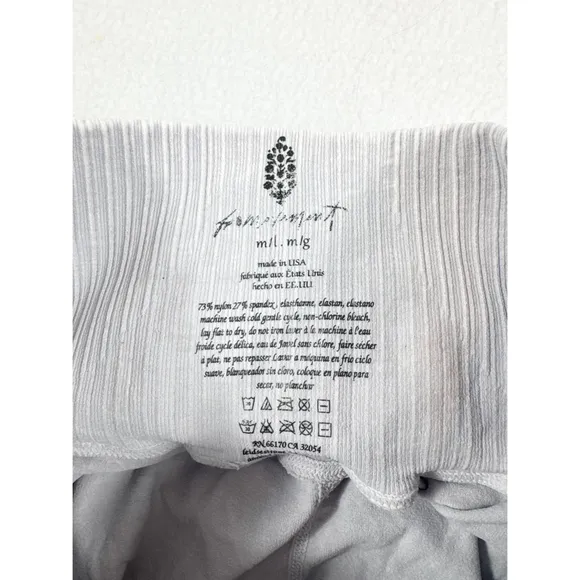 fp movement
m/l . m/g
made in USA
fabriqué aux États Unis
hecho en EE.UU
73% nylon 27% spandex, elasthanne, elastan, elastano
machine wash cold gentle cycle, non-chlorine bleach,
lay flat to dry, do not iron laver à la machine à l'eau
froide cycle délica, eau de Javel sans chlore, faire sécher
à plat, ne pas repasser Lavar a máquina en frío ciclo
suave, blanqueador sin cloro, coloque en plano para
secar, no planchar
RN 66170 CA 32054